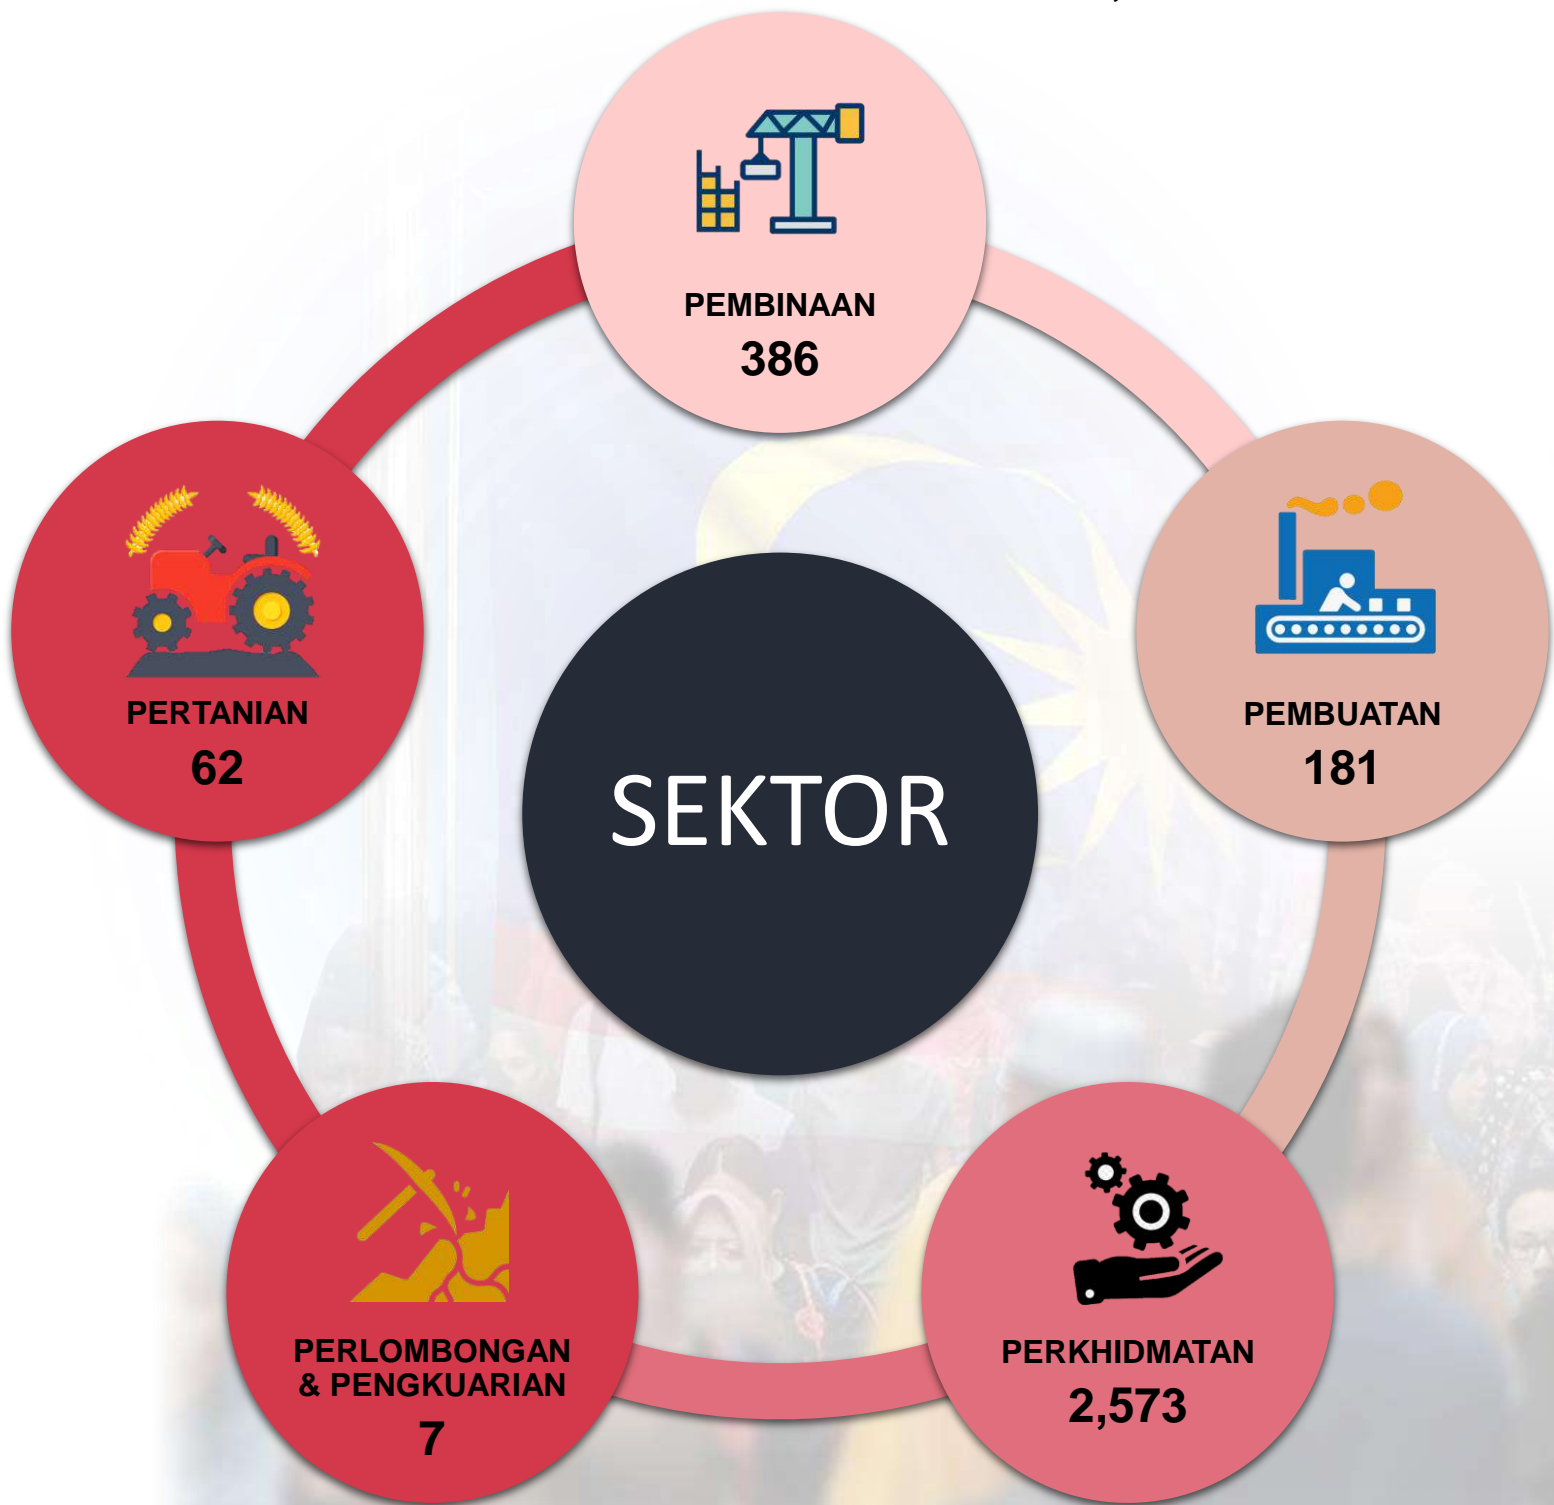 PEMBINAAN
386
PEMBUATAN
181
PERKHIDMATAN
2,573
PERLOMBONGAN
& PENGKUARIAN
7
PERTANIAN
62
SEKTOR